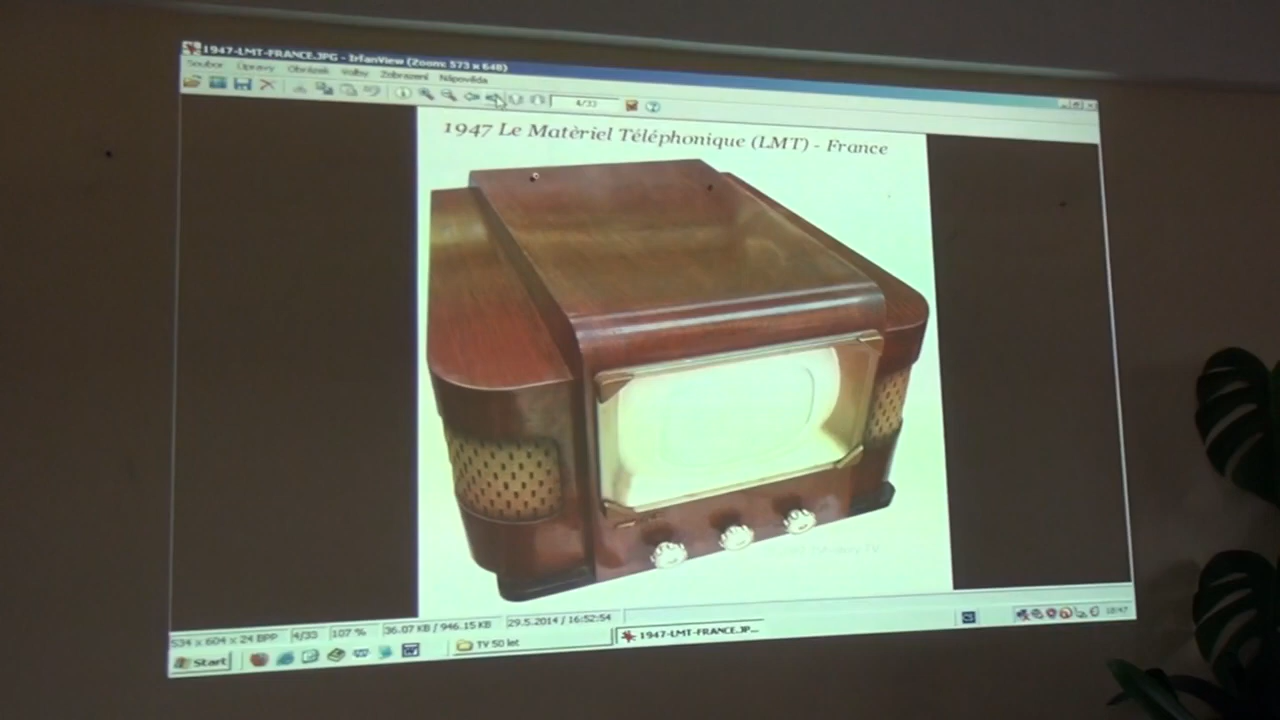 1947-LMT-FRANCE.JPG - IrfanView (Zoom: 573 x 648)
Soubor Úpravy Obrázek Volby Zobrazení Nápověda
4/33
1947 Le Matèriel Téléphonique (LMT) - France
534 x 604 x 24 BPP 4/33 107 % 36.07 KB / 946.15 KB 29.5.2014 / 16:52:54
Start TV 50 let 1947-LMT-FRANCE.JP... 18:47